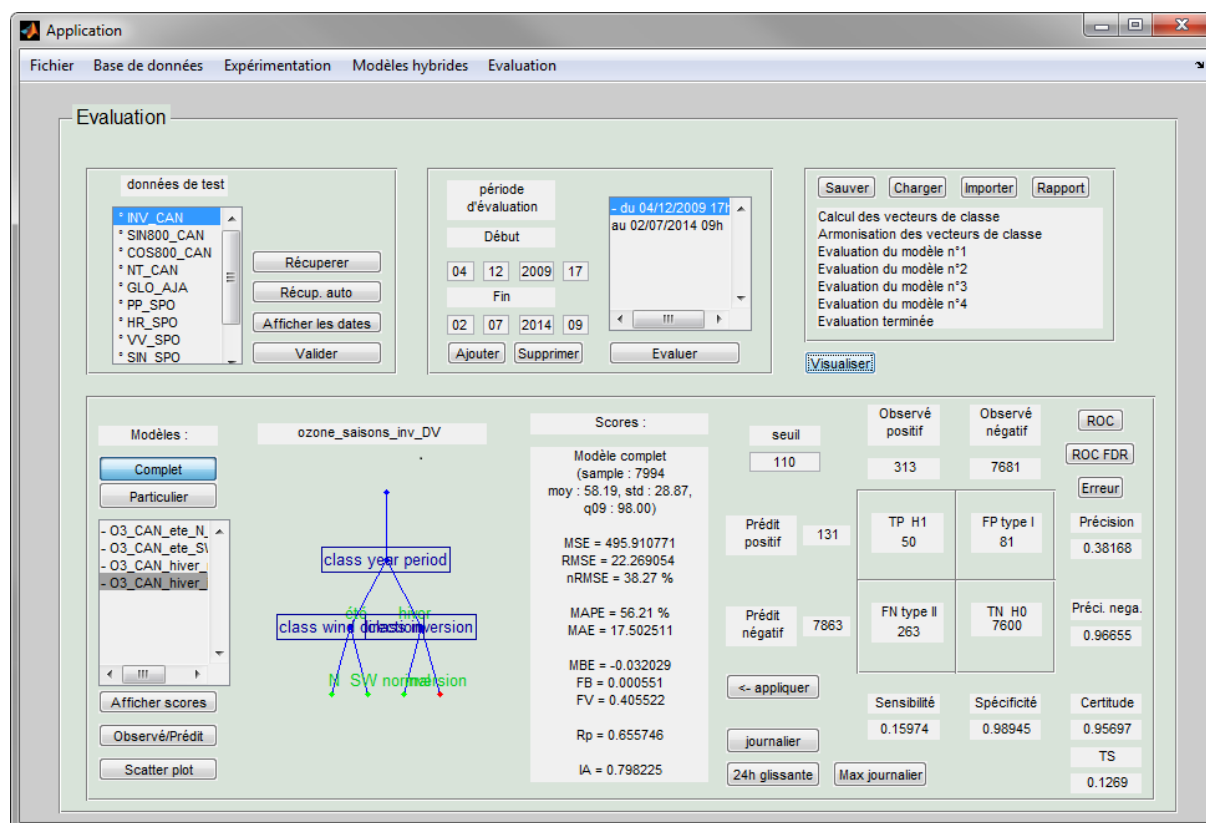 Application
Fichier Base de données Expérimentation Modèles hybrides Evaluation
Evaluation
données de test
° INV_CAN
° SIN800_CAN
° COS800_CAN
° NT_CAN
° GLO_AJA
° PP_SPO
° HR_SPO
° VV_SPO
° SIN_SPO
Récuperer
Récup. auto
Afficher les dates
Valider
période
d'évaluation
Début
04 12 2009 17
Fin
02 07 2014 09
Ajouter Supprimer
- du 04/12/2009 17h
au 02/07/2014 09h
Evaluer
Sauver Charger Importer Rapport
Calcul des vecteurs de classe
Armonisation des vecteurs de classe
Evaluation du modèle n°1
Evaluation du modèle n°2
Evaluation du modèle n°3
Evaluation du modèle n°4
Evaluation terminée
Visualiser
Modèles :
Complet
Particulier
- O3_CAN_ete_N_
- O3_CAN_ete_S
- O3_CAN_hiver_
- O3_CAN_hiver_
Afficher scores
Observé/Prédit
Scatter plot
ozone_saisons_inv_DV
class year period
été hiver
class wind direction class inversion
N SW normal inversion
Scores :
Modèle complet
(sample : 7994
moy : 58.19, std : 28.87,
q09 : 98.00)
MSE = 495.910771
RMSE = 22.269054
nRMSE = 38.27 %
MAPE = 56.21 %
MAE = 17.502511
MBE = -0.032029
FB = 0.000551
FV = 0.405522
Rp = 0.655746
IA = 0.798225
seuil
110
Observé
positif
313
Observé
négatif
7681
Prédit
positif
131
TP H1
50
FP type I
81
Prédit
négatif
7863
FN type II
263
TN H0
7600
<- appliquer
journalier
24h glissante Max journalier
Sensibilité
0.15974
Spécificité
0.98945
ROC
ROC FDR
Erreur
Précision
0.38168
Préci. nega.
0.96655
Certitude
0.95697
TS
0.1269